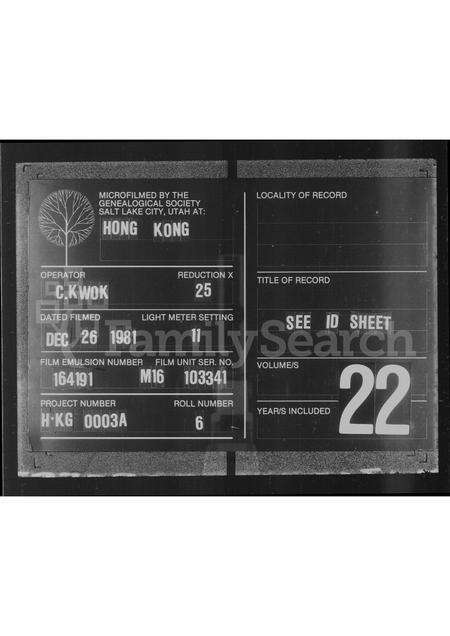 MICROFILMED BY THE
GENEALOGICAL SOCIETY
SALT LAKE CITY, UTAH AT:
HONG KONG
OPERATOR REDUCTION X
C.KWOK 25
DATED FILMED LIGHT METER SETTING
DEC 26 1981 11
FILM EMULSION NUMBER FILM UNIT SER. NO.
164191 M16 103341
PROJECT NUMBER ROLL NUMBER
H·KG 0003A 6
LOCALITY OF RECORD
TITLE OF RECORD
SEE ID SHEET
VOLUME/S
22
YEAR/S INCLUDED
FamilySearch